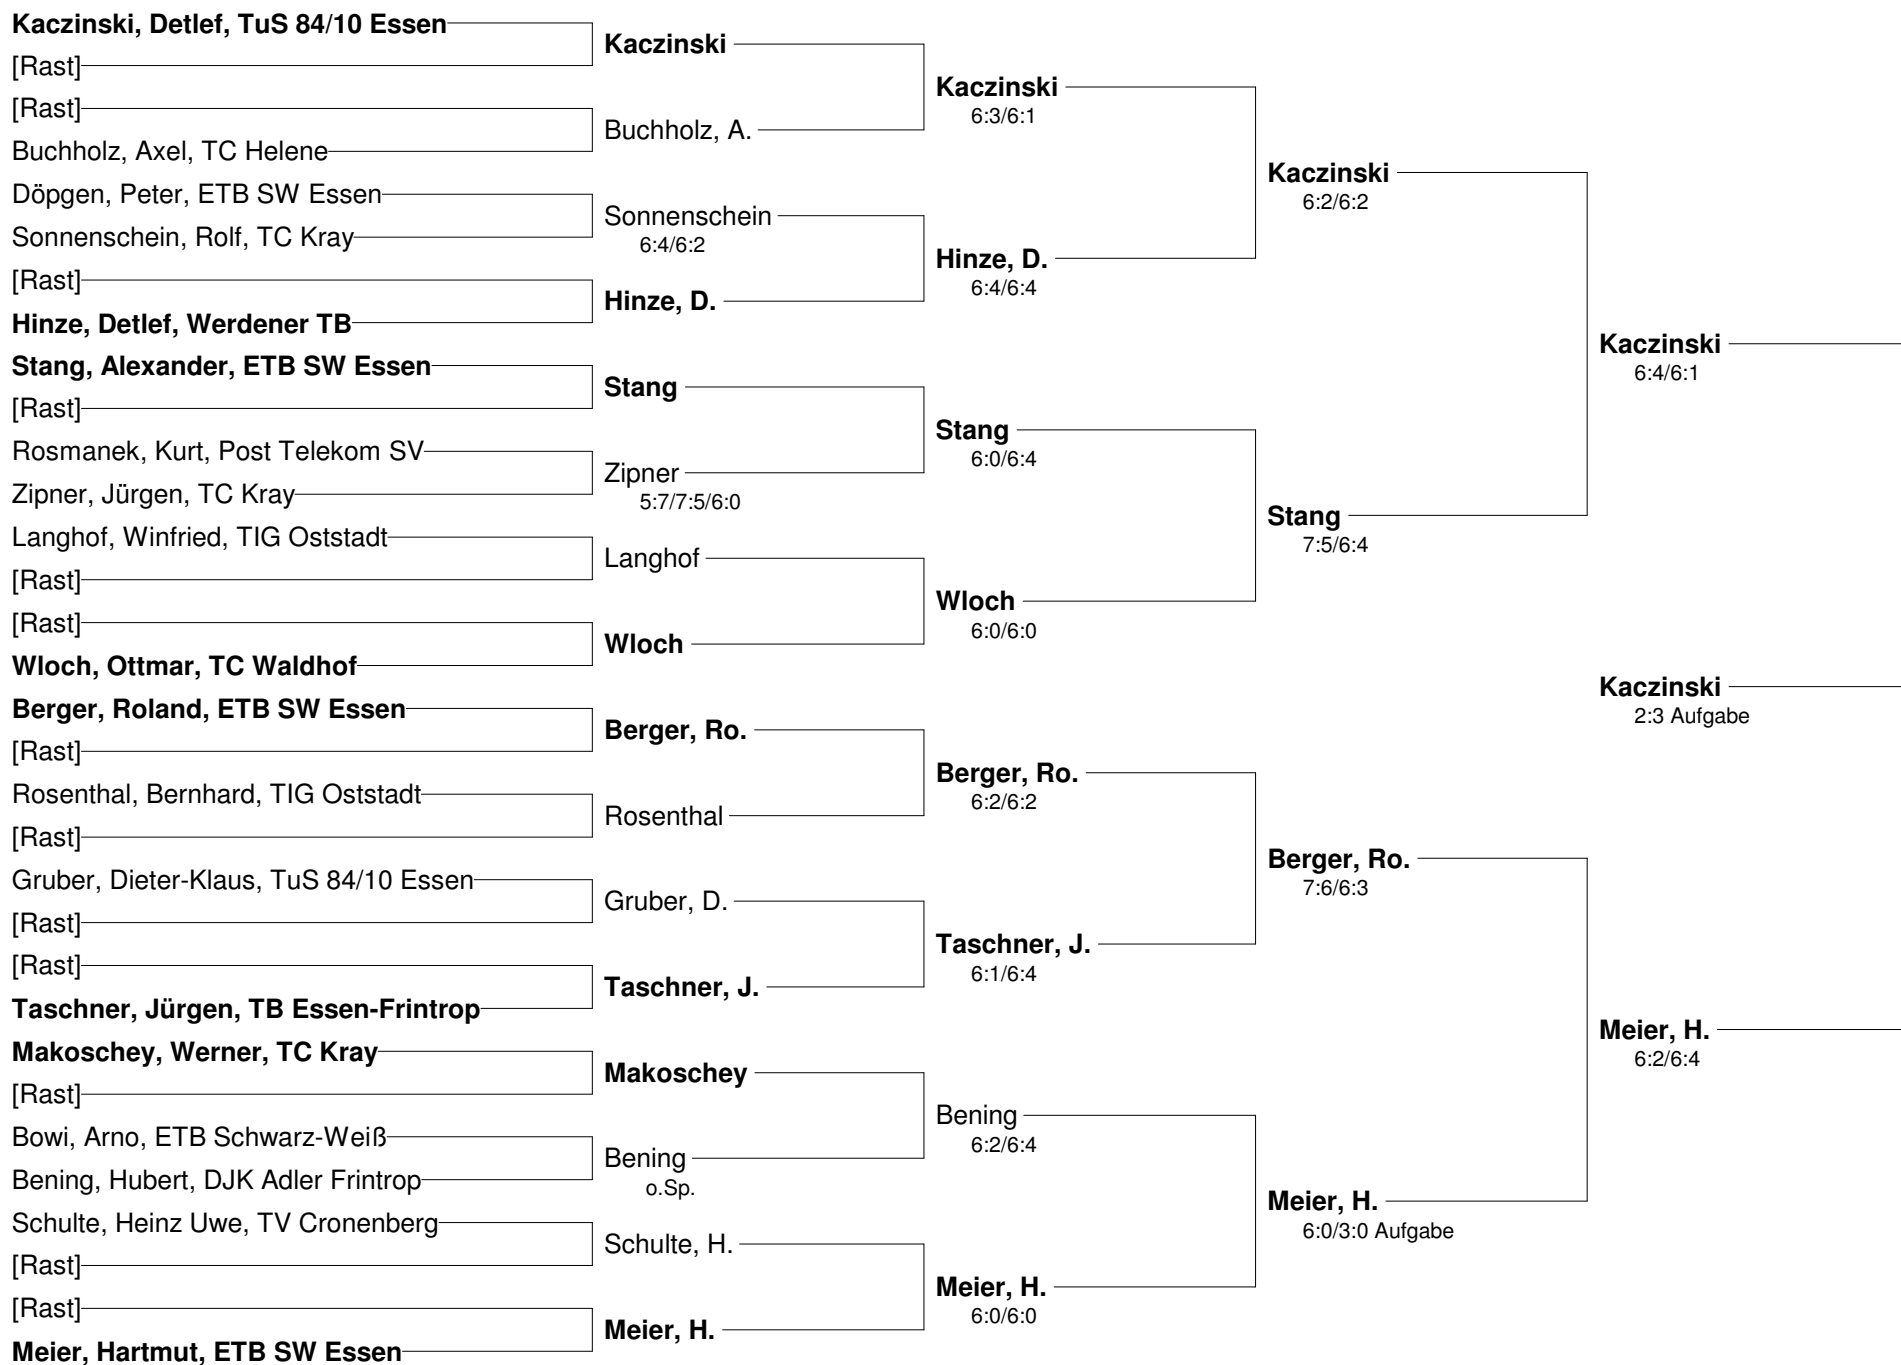 Kaczinski, Detlef, TuS 84/10 Essen
[Rast]
[Rast]
Buchholz, Axel, TC Helene
Döpgen, Peter, ETB SW Essen
Sonnenschein, Rolf, TC Kray
[Rast]
Hinze, Detlef, Werdener TB
Stang, Alexander, ETB SW Essen
[Rast]
Rosmanek, Kurt, Post Telekom SV
Zipner, Jürgen, TC Kray
Langhof, Winfried, TIG Oststadt
[Rast]
[Rast]
Wloch, Ottmar, TC Waldhof
Berger, Roland, ETB SW Essen
[Rast]
Rosenthal, Bernhard, TIG Oststadt
[Rast]
Gruber, Dieter-Klaus, TuS 84/10 Essen
[Rast]
[Rast]
Taschner, Jürgen, TB Essen-Frintrop
Makoschey, Werner, TC Kray
[Rast]
Bowi, Arno, ETB Schwarz-Weiß
Bening, Hubert, DJK Adler Frintrop
Schulte, Heinz Uwe, TV Cronenberg
[Rast]
[Rast]
Meier, Hartmut, ETB SW Essen
Kaczinski
Buchholz, A.
Sonnenschein
6:4/6:2
Hinze, D.
Stang
Zipner
5:7/7:5/6:0
Langhof
Wloch
Berger, Ro.
Rosenthal
Gruber, D.
Taschner, J.
Makoschey
Bening
o.Sp.
Schulte, H.
Meier, H.
Kaczinski
6:3/6:1
Hinze, D.
6:4/6:4
Stang
6:0/6:4
Wloch
6:0/6:0
Berger, Ro.
6:2/6:2
Taschner, J.
6:1/6:4
Bening
6:2/6:4
Meier, H.
6:0/6:0
Kaczinski
6:2/6:2
Stang
7:5/6:4
Berger, Ro.
7:6/6:3
Meier, H.
6:0/3:0 Aufgabe
Kaczinski
6:4/6:1
Kaczinski
2:3 Aufgabe
Meier, H.
6:2/6:4